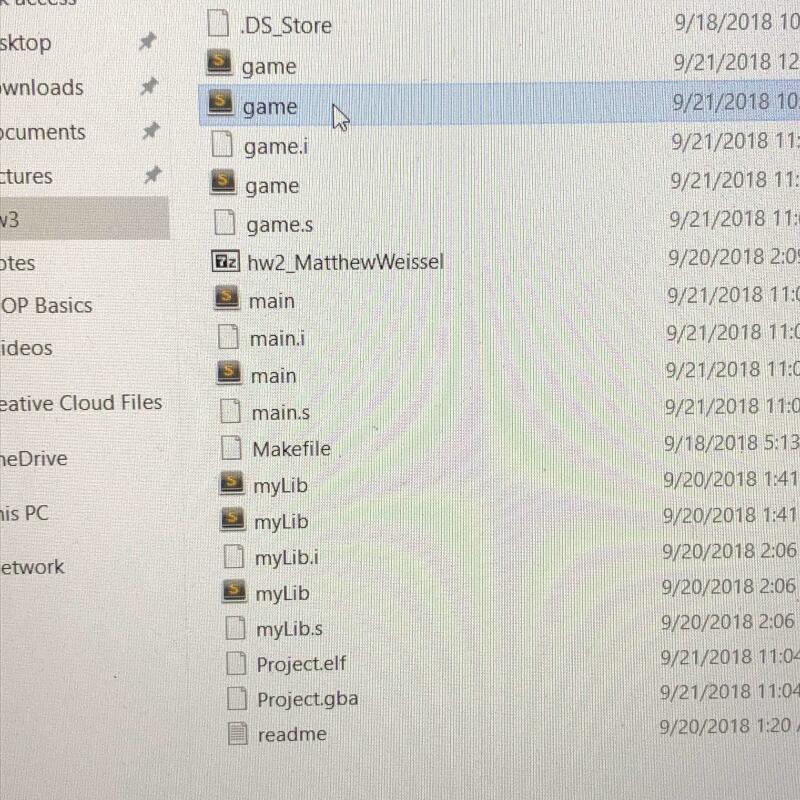 .DS_Store 9/18/2018 10
sktop game 9/21/2018 12
wnloads game 9/21/2018 10
ocuments game.i 9/21/2018 11:
ctures game 9/21/2018 11:
w3 game.s 9/21/2018 11:
otes hw2_MatthewWeissel 9/20/2018 2:0
OP Basics main 9/21/2018 11:0
ideos main.i 9/21/2018 11:0
main 9/21/2018 11:0
eative Cloud Files main.s 9/21/2018 11:0
neDrive Makefile 9/18/2018 5:13
myLib 9/20/2018 1:41
his PC myLib 9/20/2018 1:41
etwork myLib.i 9/20/2018 2:06
myLib 9/20/2018 2:06
myLib.s 9/20/2018 2:06
Project.elf 9/21/2018 11:04
Project.gba 9/21/2018 11:04
readme 9/20/2018 1:20